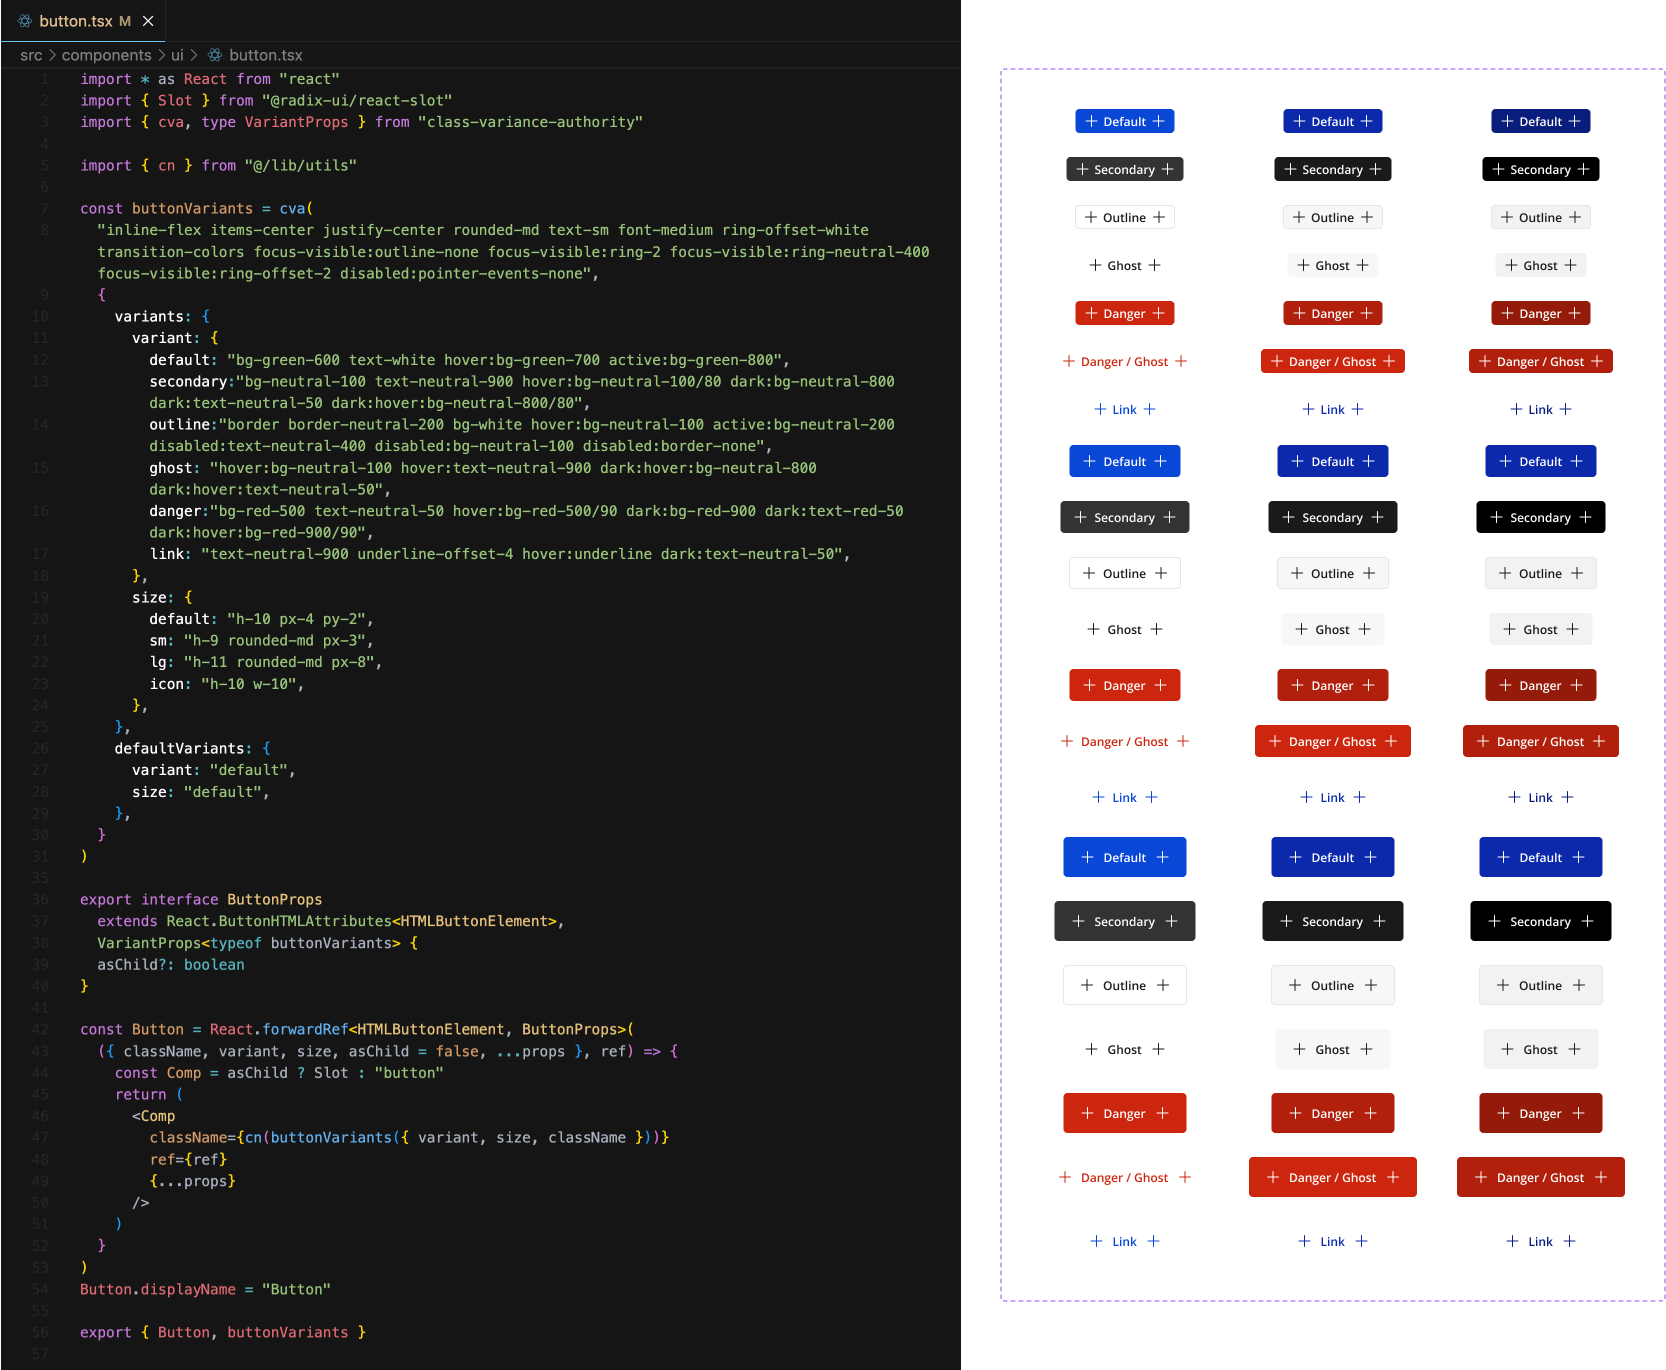 button.tsx M
src > components > ui > button.tsx
1 import * as React from "react"
2 import { Slot } from "@radix-ui/react-slot"
3 import { cva, type VariantProps } from "class-variance-authority"
4
5 import { cn } from "@/lib/utils"
6
7 const buttonVariants = cva(
8 "inline-flex items-center justify-center rounded-md text-sm font-medium ring-offset-white
transition-colors focus-visible:outline-none focus-visible:ring-2 focus-visible:ring-neutral-400
focus-visible:ring-offset-2 disabled:pointer-events-none",
9 {
10 variants: {
11 variant: {
12 default: "bg-green-600 text-white hover:bg-green-700 active:bg-green-800",
13 secondary:"bg-neutral-100 text-neutral-900 hover:bg-neutral-100/80 dark:bg-neutral-800
dark:text-neutral-50 dark:hover:bg-neutral-800/80",
14 outline:"border border-neutral-200 bg-white hover:bg-neutral-100 active:bg-neutral-200
disabled:text-neutral-400 disabled:bg-neutral-100 disabled:border-none",
15 ghost: "hover:bg-neutral-100 hover:text-neutral-900 dark:hover:bg-neutral-800
dark:hover:text-neutral-50",
16 danger:"bg-red-500 text-neutral-50 hover:bg-red-500/90 dark:bg-red-900 dark:text-red-50
dark:hover:bg-red-900/90",
17 link: "text-neutral-900 underline-offset-4 hover:underline dark:text-neutral-50",
18 },
19 size: {
20 default: "h-10 px-4 py-2",
21 sm: "h-9 rounded-md px-3",
22 lg: "h-11 rounded-md px-8",
23 icon: "h-10 w-10",
24 },
25 },
26 defaultVariants: {
27 variant: "default",
28 size: "default",
29 },
30 }
31 )
35
36 export interface ButtonProps
37 extends React.ButtonHTMLAttributes<HTMLButtonElement>,
38 VariantProps<typeof buttonVariants> {
39 asChild?: boolean
40 }
41
42 const Button = React.forwardRef<HTMLButtonElement, ButtonProps>(
43 ({ className, variant, size, asChild = false, ...props }, ref) => {
44 const Comp = asChild ? Slot : "button"
45 return (
46 <Comp
47 className={cn(buttonVariants({ variant, size, className }))}
48 ref={ref}
49 {...props}
50 />
51 )
52 }
53 )
54 Button.displayName = "Button"
55
56 export { Button, buttonVariants }
57
Default Default Default
Secondary Secondary Secondary
Outline Outline Outline
Ghost Ghost Ghost
Danger Danger Danger
Danger / Ghost Danger / Ghost Danger / Ghost
Link Link Link
Default Default Default
Secondary Secondary Secondary
Outline Outline Outline
Ghost Ghost Ghost
Danger Danger Danger
Danger / Ghost Danger / Ghost Danger / Ghost
Link Link Link
Default Default Default
Secondary Secondary Secondary
Outline Outline Outline
Ghost Ghost Ghost
Danger Danger Danger
Danger / Ghost Danger / Ghost Danger / Ghost
Link Link Link